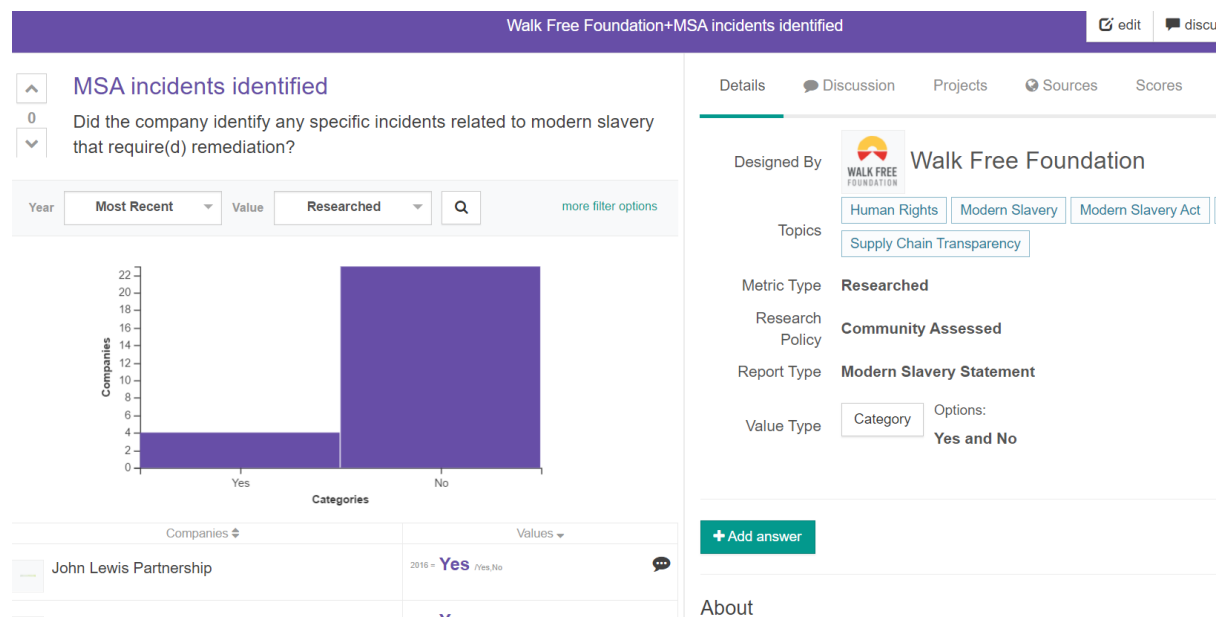 Walk Free Foundation+MSA incidents identified
edit
discu
MSA incidents identified
0
Did the company identify any specific incidents related to modern slavery
that require(d) remediation?
Year
Most Recent
Value
Researched
more filter options
22
20
18
16
14
12
10
8
6
4
2
0
Companies
Yes
No
Categories
Companies
Values
John Lewis Partnership
2016 = Yes /Yes,No
Details
Discussion
Projects
Sources
Scores
Designed By
WALK FREE
FOUNDATION
Walk Free Foundation
Topics
Human Rights
Modern Slavery
Modern Slavery Act
Supply Chain Transparency
Metric Type
Researched
Research
Policy
Community Assessed
Report Type
Modern Slavery Statement
Value Type
Category
Options:
Yes and No
+ Add answer
About